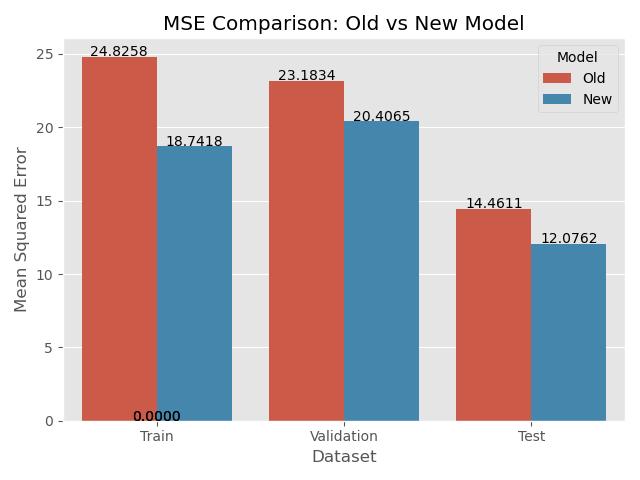 MSE Comparison: Old vs New Model
Mean Squared Error
25
20
15
10
5
0
24.8258
18.7418
23.1834
20.4065
14.4611
12.0762
0.0000
Model
Old
New
Train
Validation
Test
Dataset